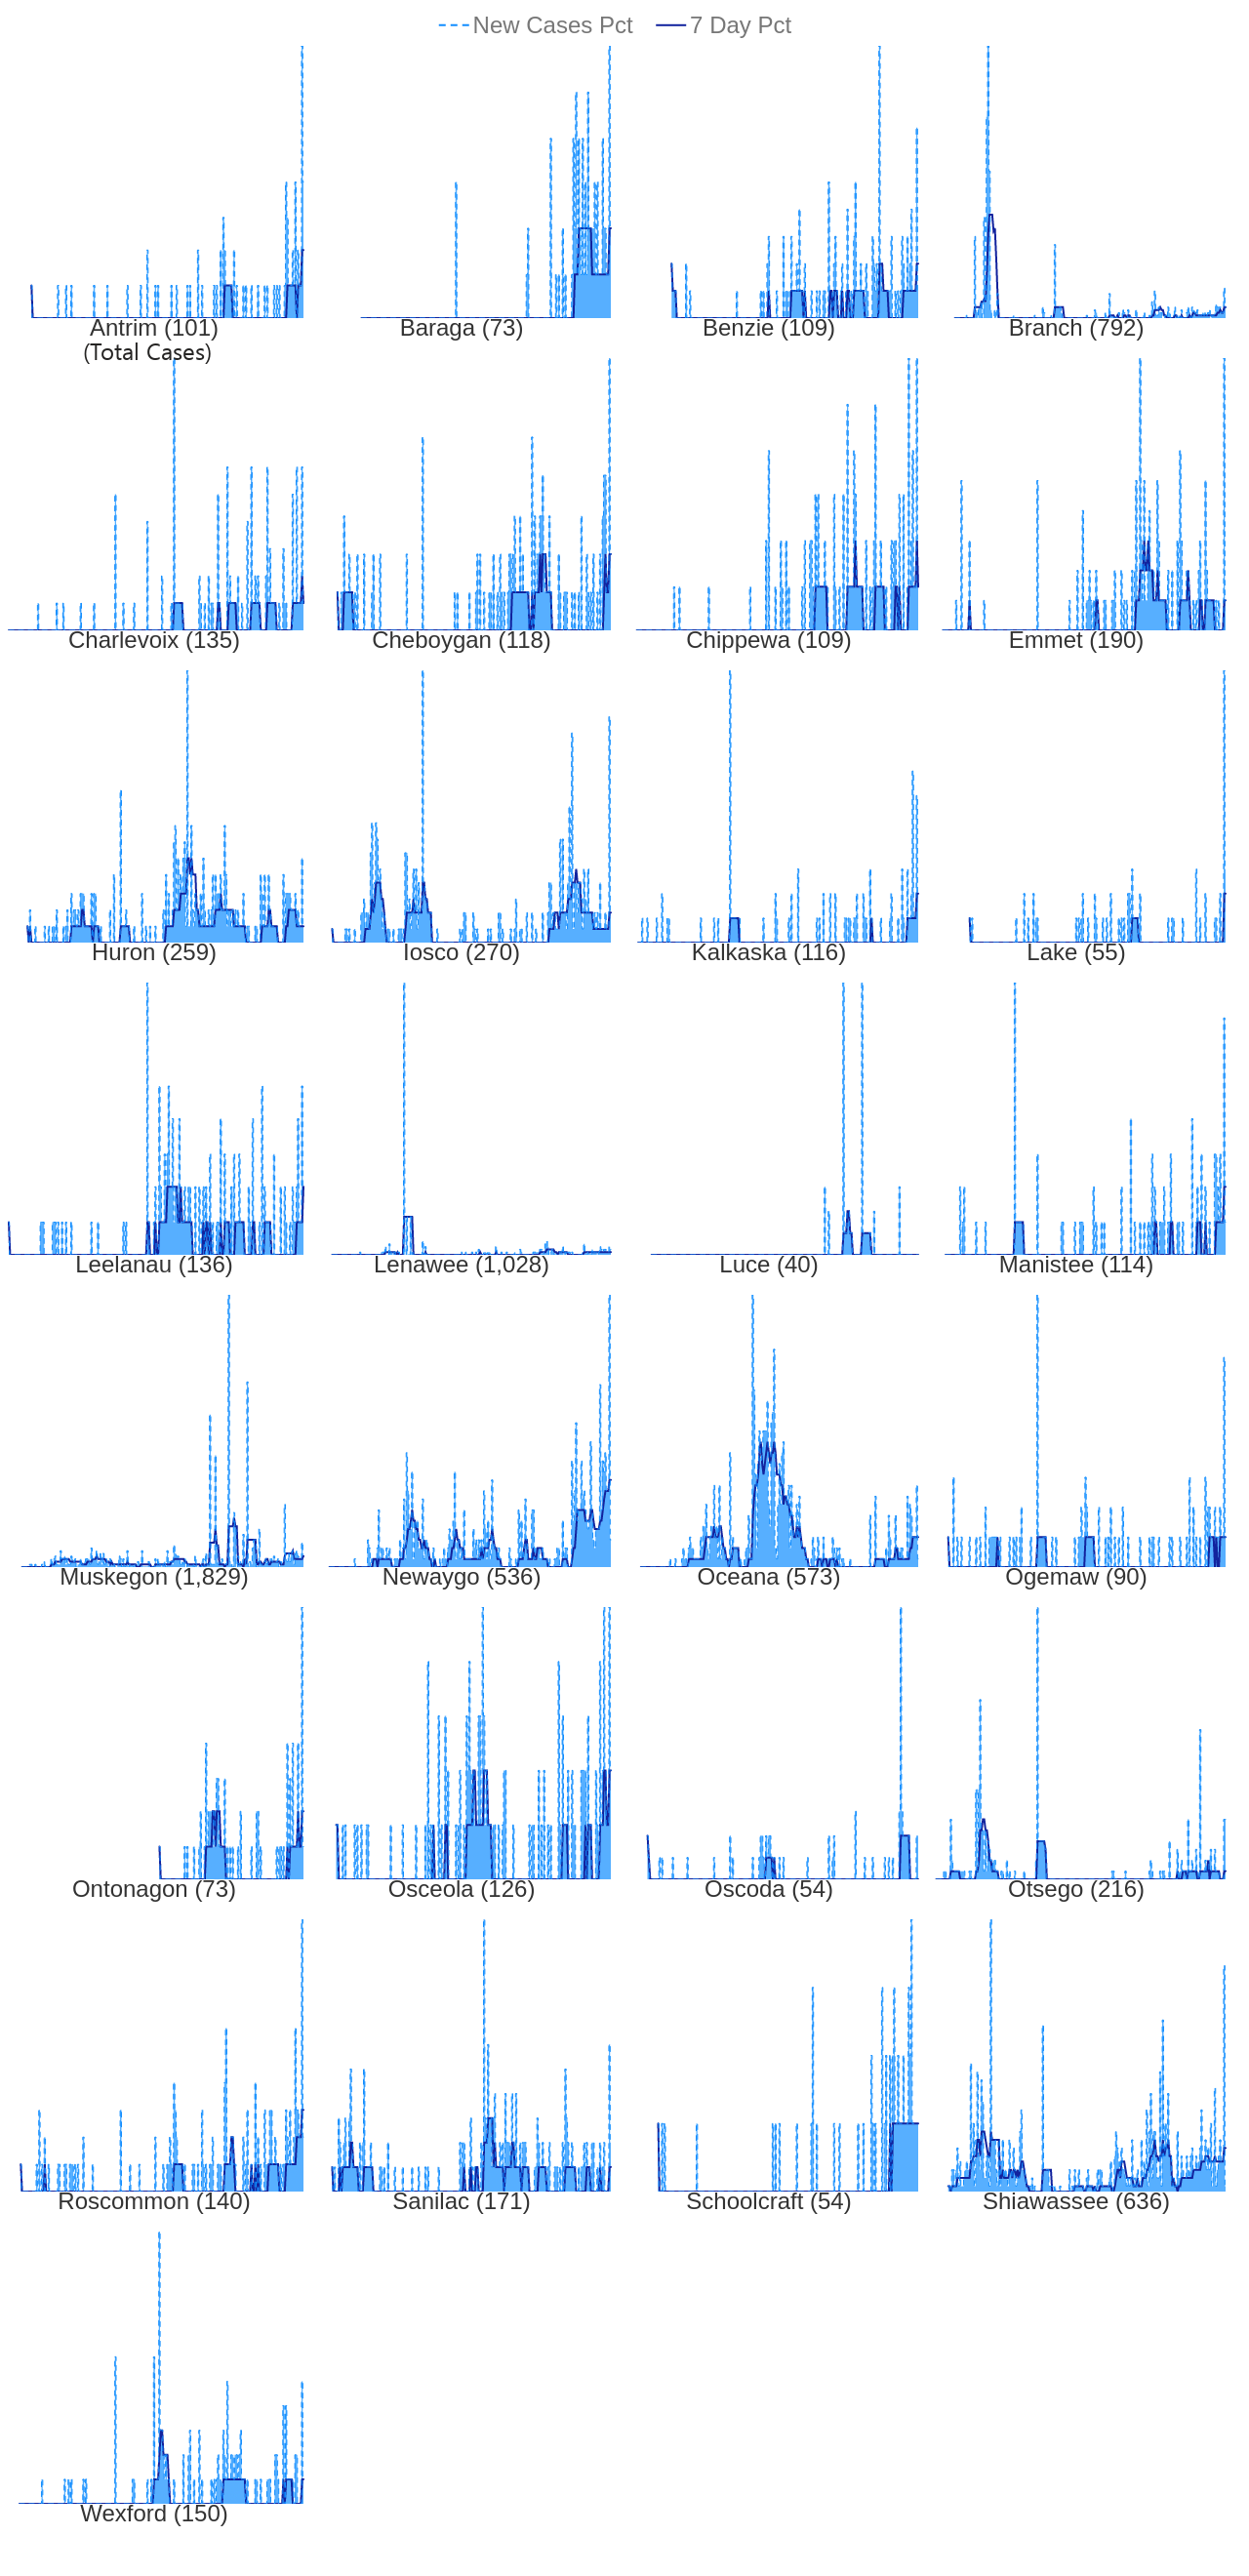 New Cases Pct 7 Day Pct
Antrim (101) Baraga (73) Benzie (109) Branch (792)
(Total Cases)
Charlevoix (135) Cheboygan (118) Chippewa (109) Emmet (190)
Huron (259) Iosco (270) Kalkaska (116) Lake (55)
Leelanau (136) Lenawee (1,028) Luce (40) Manistee (114)
Muskegon (1,829) Newaygo (536) Oceana (573) Ogemaw (90)
Ontonagon (73) Osceola (126) Oscoda (54) Otsego (216)
Roscommon (140) Sanilac (171) Schoolcraft (54) Shiawassee (636)
Wexford (150)